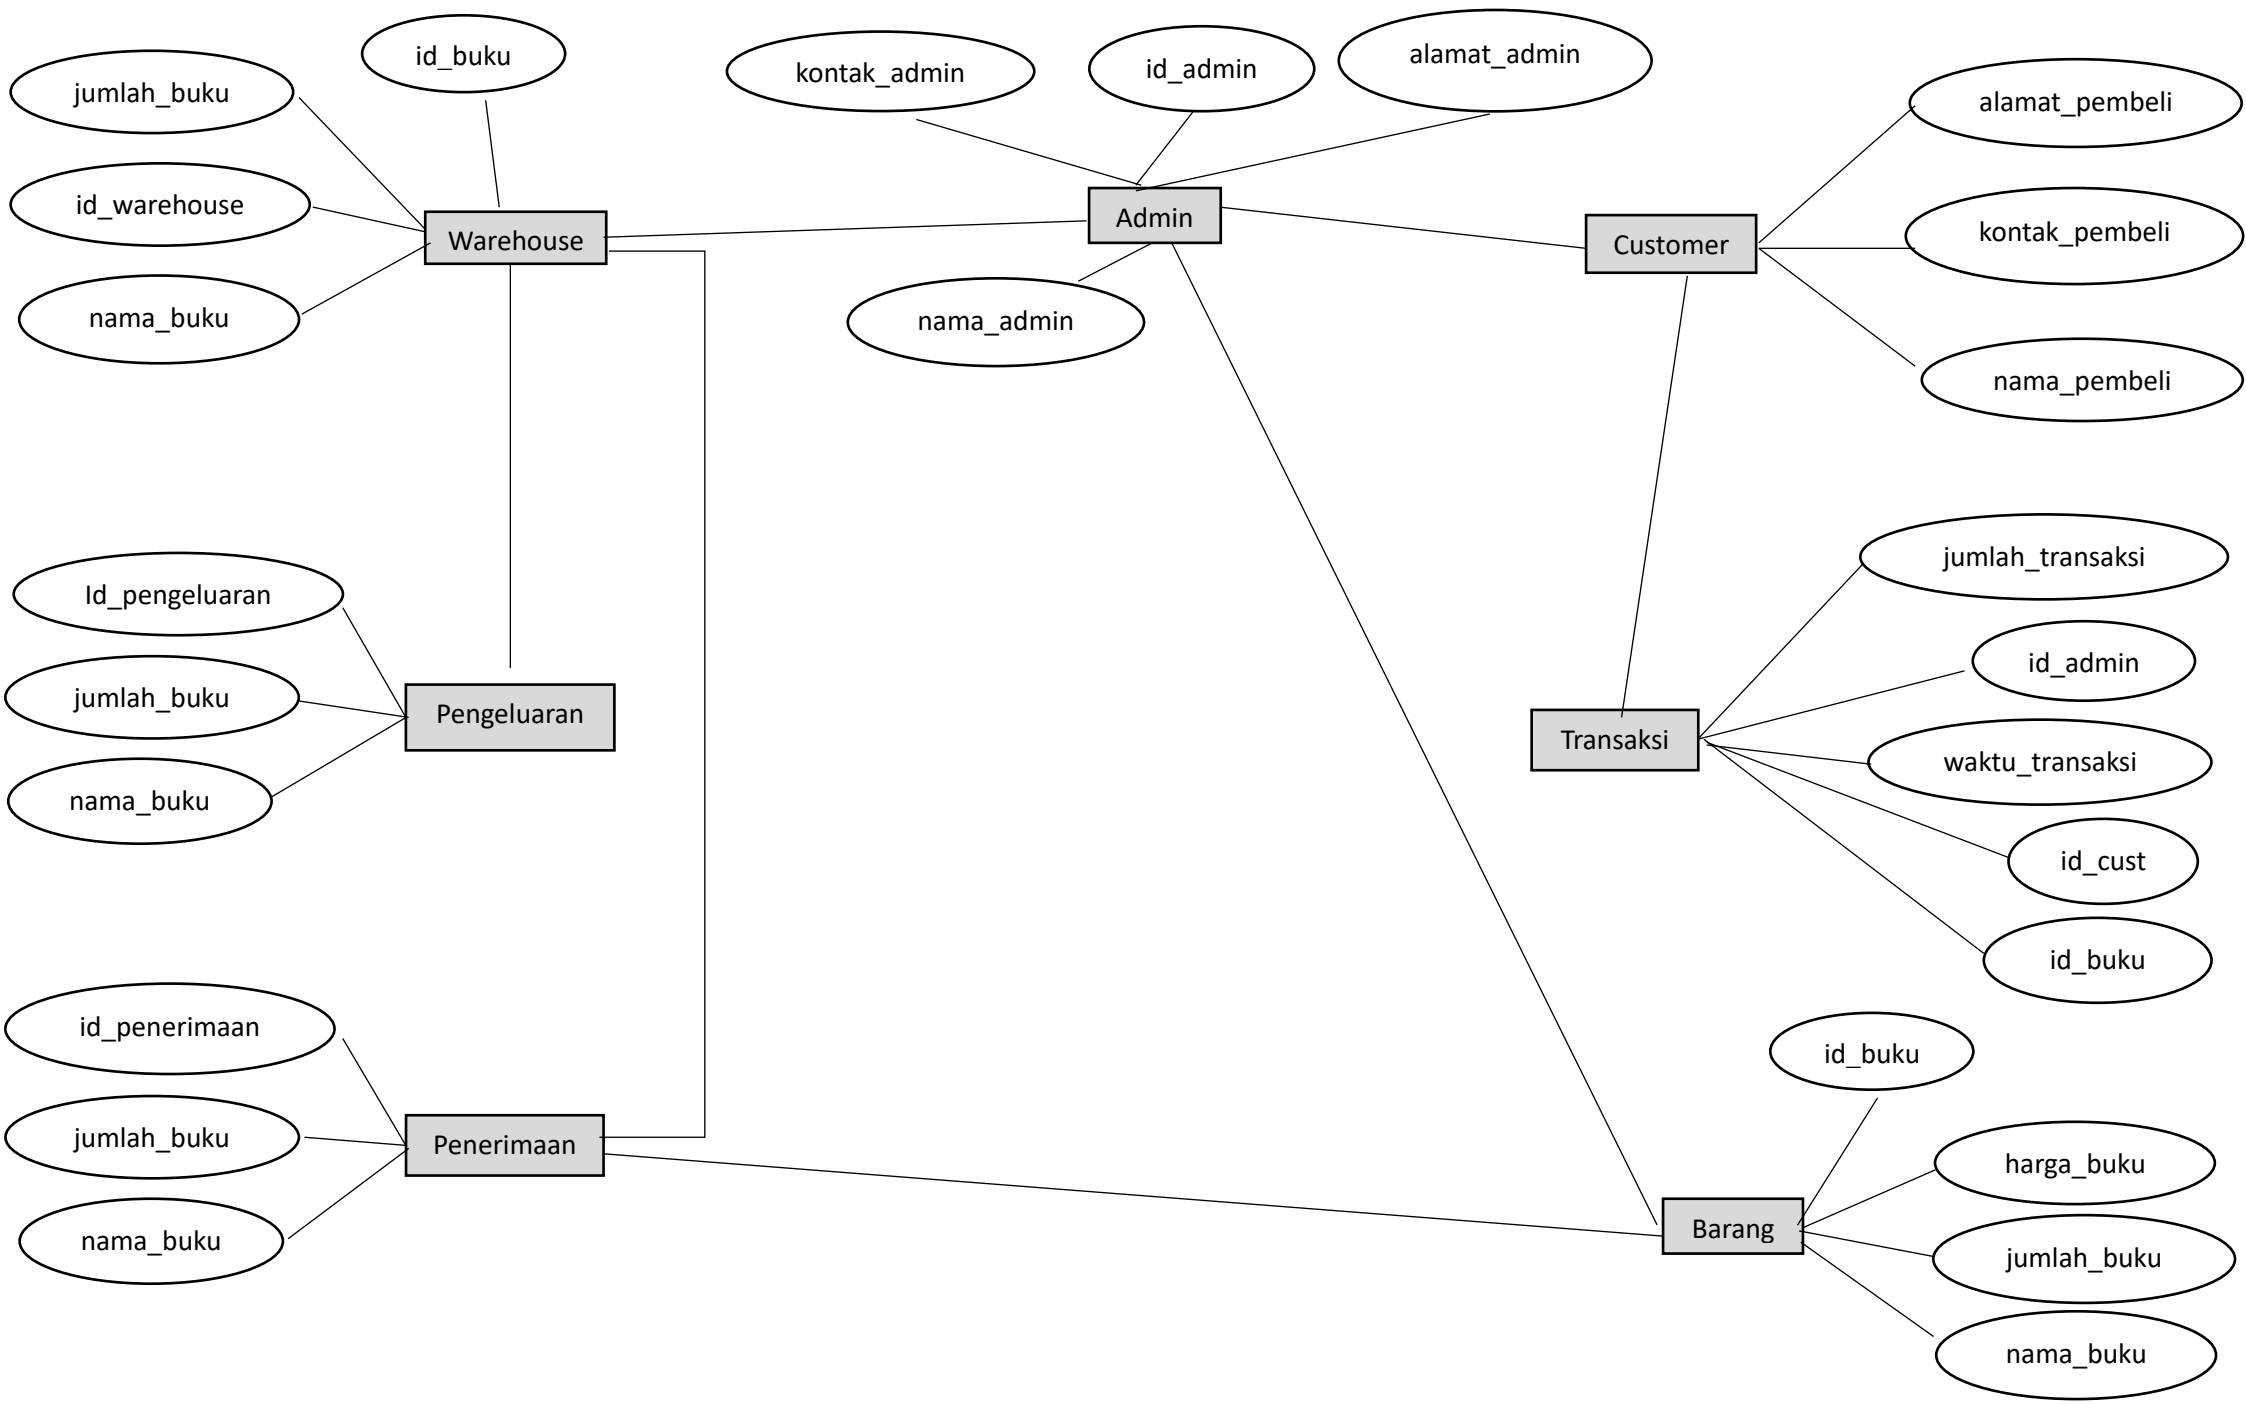 id_buku
kontak_admin
id_admin
alamat_admin
jumlah_buku
alamat_pembeli
id_warehouse
Warehouse
Admin
Customer
kontak_pembeli
nama_buku
nama_admin
nama_pembeli
Id_pengeluaran
jumlah_transaksi
jumlah_buku
Pengeluaran
id_admin
Transaksi
waktu_transaksi
nama_buku
id_cust
id_buku
id_penerimaan
id_buku
jumlah_buku
Penerimaan
harga_buku
nama_buku
Barang
jumlah_buku
nama_buku